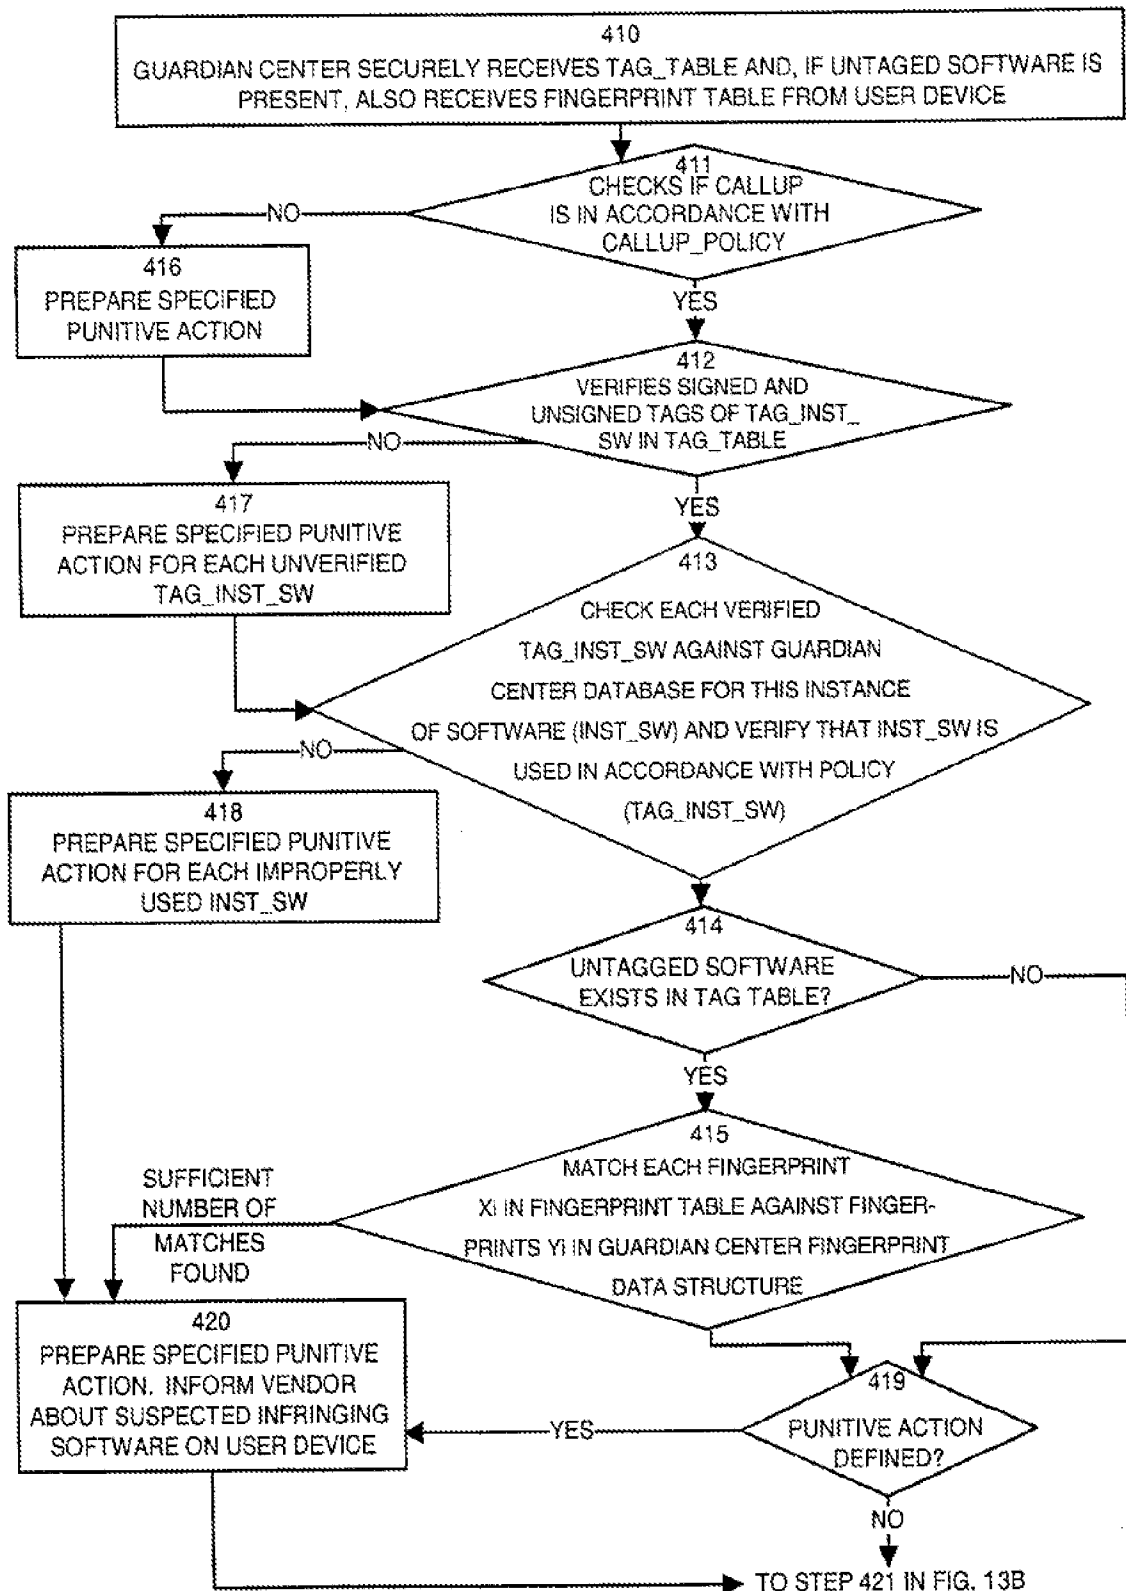 410
GUARDIAN CENTER SECURELY RECEIVES TAG_TABLE AND, IF UNTAGED SOFTWARE IS
PRESENT, ALSO RECEIVES FINGERPRINT TABLE FROM USER DEVICE
411
CHECKS IF CALLUP
IS IN ACCORDANCE WITH
CALLUP_POLICY
NO
YES
416
PREPARE SPECIFIED
PUNITIVE ACTION
412
VERIFIES SIGNED AND
UNSIGNED TAGS OF TAG_INST_
SW IN TAG_TABLE
NO
YES
417
PREPARE SPECIFIED PUNITIVE
ACTION FOR EACH UNVERIFIED
TAG_INST_SW
413
CHECK EACH VERIFIED
TAG_INST_SW AGAINST GUARDIAN
CENTER DATABASE FOR THIS INSTANCE
OF SOFTWARE (INST_SW) AND VERIFY THAT INST_SW IS
USED IN ACCORDANCE WITH POLICY
(TAG_INST_SW)
NO
418
PREPARE SPECIFIED PUNITIVE
ACTION FOR EACH IMPROPERLY
USED INST_SW
414
UNTAGGED SOFTWARE
EXISTS IN TAG TABLE?
NO
YES
415
MATCH EACH FINGERPRINT
Xi IN FINGERPRINT TABLE AGAINST FINGER-
PRINTS Yi IN GUARDIAN CENTER FINGERPRINT
DATA STRUCTURE
SUFFICIENT
NUMBER OF
MATCHES
FOUND
420
PREPARE SPECIFIED PUNITIVE
ACTION. INFORM VENDOR
ABOUT SUSPECTED INFRINGING
SOFTWARE ON USER DEVICE
419
PUNITIVE ACTION
DEFINED?
YES
NO
TO STEP 421 IN FIG. 13B